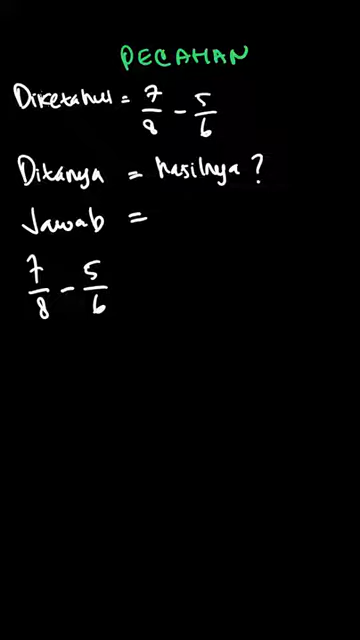 PECAHAN
Diketahui = 7/8 - 5/6
Ditanya = hasilnya ?
Jawab =
7/8 - 5/6